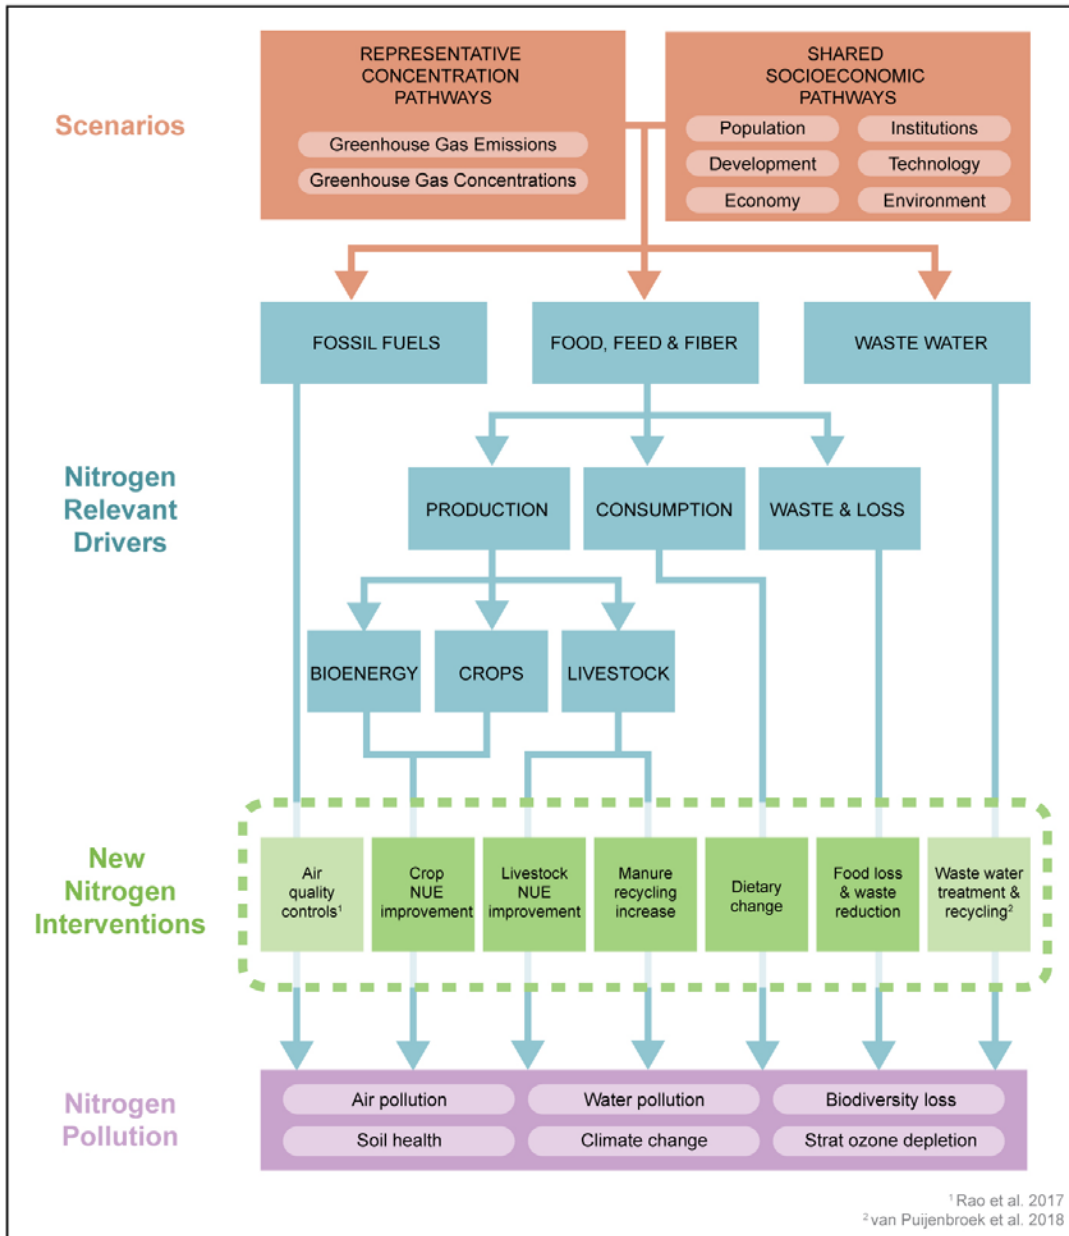 REPRESENTATIVE
CONCENTRATION
PATHWAYS
Greenhouse Gas Emissions
Greenhouse Gas Concentrations
SHARED
SOCIOECONOMIC
PATHWAYS
Population
Institutions
Development
Technology
Economy
Environment
Scenarios
FOSSIL FUELS
FOOD, FEED & FIBER
WASTE WATER
Nitrogen
Relevant
Drivers
PRODUCTION
CONSUMPTION
WASTE & LOSS
BIOENERGY
CROPS
LIVESTOCK
New
Nitrogen
Interventions
Air
quality
controls¹
Crop
NUE
improvement
Livestock
NUE
improvement
Manure
recycling
increase
Dietary
change
Food loss
& waste
reduction
Waste water
treatment &
recycling²
Nitrogen
Pollution
Air pollution
Water pollution
Biodiversity loss
Soil health
Climate change
Strat ozone depletion
¹ Rao et al. 2017
² van Puijenbroek et al. 2018